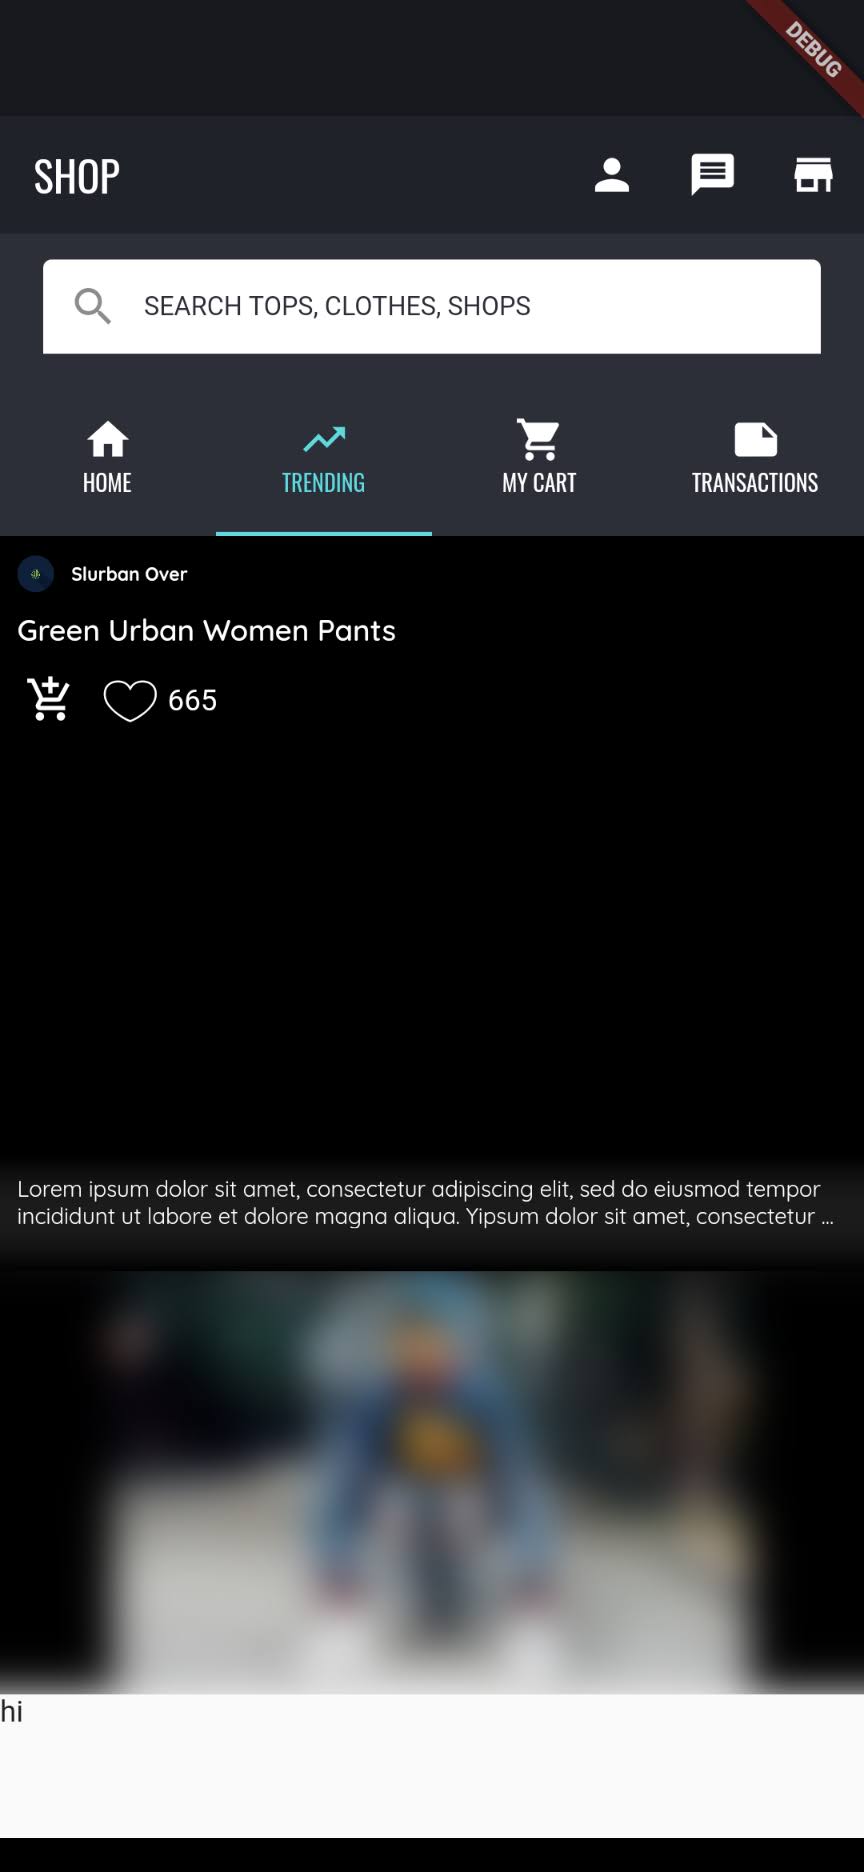 DEBUG
SHOP
SEARCH TOPS, CLOTHES, SHOPS
HOME
TRENDING
MY CART
TRANSACTIONS
Slurban Over
Green Urban Women Pants
665
Lorem ipsum dolor sit amet, consectetur adipiscing elit, sed do eiusmod tempor
incididunt ut labore et dolore magna aliqua. Yipsum dolor sit amet, consectetur ...
hi